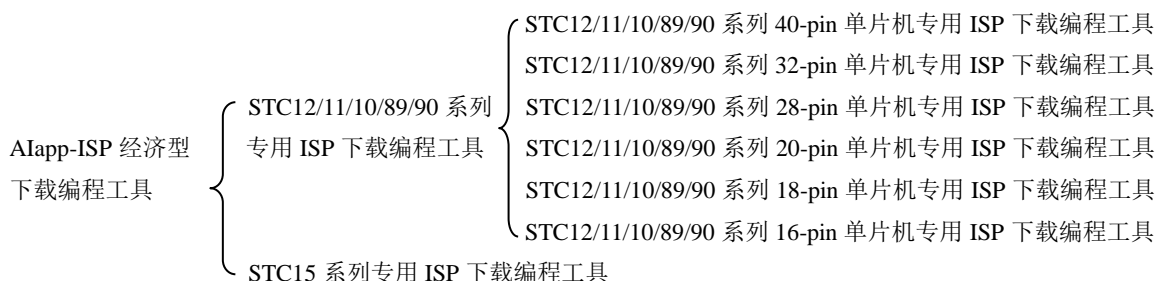 AIapp-ISP 经济型
下载编程工具
STC12/11/10/89/90 系列
专用 ISP 下载编程工具
STC12/11/10/89/90 系列 40-pin 单片机专用 ISP 下载编程工具
STC12/11/10/89/90 系列 32-pin 单片机专用 ISP 下载编程工具
STC12/11/10/89/90 系列 28-pin 单片机专用 ISP 下载编程工具
STC12/11/10/89/90 系列 20-pin 单片机专用 ISP 下载编程工具
STC12/11/10/89/90 系列 18-pin 单片机专用 ISP 下载编程工具
STC12/11/10/89/90 系列 16-pin 单片机专用 ISP 下载编程工具
STC15 系列专用 ISP 下载编程工具